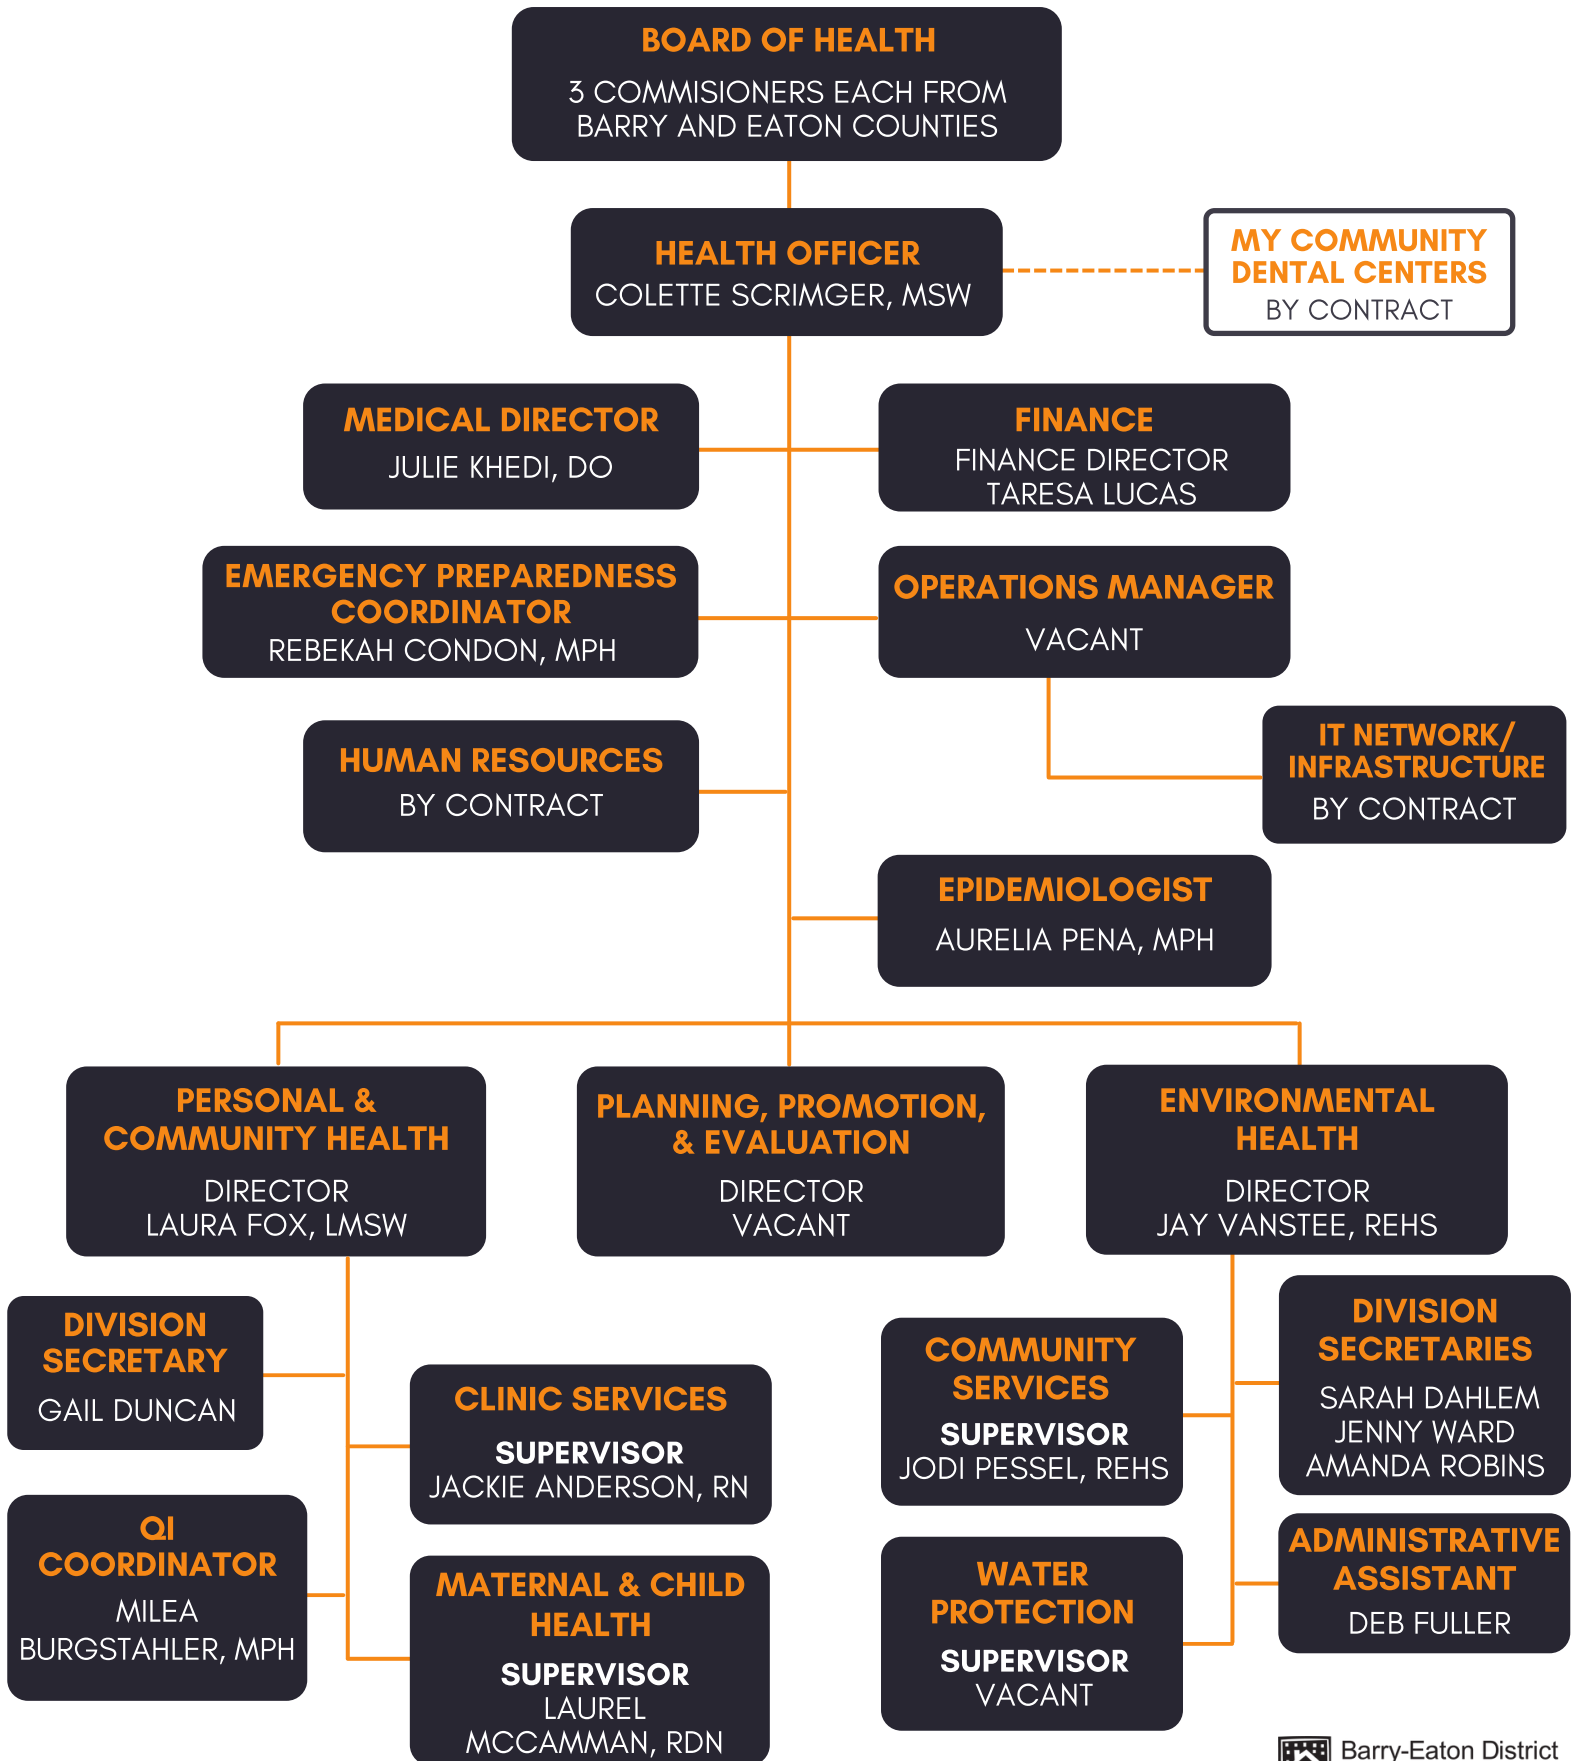 BOARD OF HEALTH
3 COMMISIONERS EACH FROM
BARRY AND EATON COUNTIES
HEALTH OFFICER
COLETTE SCRIMGER, MSW
MY COMMUNITY
DENTAL CENTERS
BY CONTRACT
MEDICAL DIRECTOR
JULIE KHEDI, DO
FINANCE
FINANCE DIRECTOR
TARESA LUCAS
EMERGENCY PREPAREDNESS
COORDINATOR
REBEKAH CONDON, MPH
OPERATIONS MANAGER
VACANT
HUMAN RESOURCES
BY CONTRACT
IT NETWORK/
INFRASTRUCTURE
BY CONTRACT
EPIDEMIOLOGIST
AURELIA PENA, MPH
PERSONAL &
COMMUNITY HEALTH
DIRECTOR
LAURA FOX, LMSW
PLANNING, PROMOTION,
& EVALUATION
DIRECTOR
VACANT
ENVIRONMENTAL
HEALTH
DIRECTOR
JAY VANSTEE, REHS
DIVISION
SECRETARY
GAIL DUNCAN
CLINIC SERVICES
SUPERVISOR
JACKIE ANDERSON, RN
QI
COORDINATOR
MILEA
BURGSTAHLER, MPH
MATERNAL & CHILD
HEALTH
SUPERVISOR
LAUREL
MCCAMMAN, RDN
COMMUNITY
SERVICES
SUPERVISOR
JODI PESSEL, REHS
DIVISION
SECRETARIES
SARAH DAHLEM
JENNY WARD
AMANDA ROBINS
WATER
PROTECTION
SUPERVISOR
VACANT
ADMINISTRATIVE
ASSISTANT
DEB FULLER
Barry-Eaton District